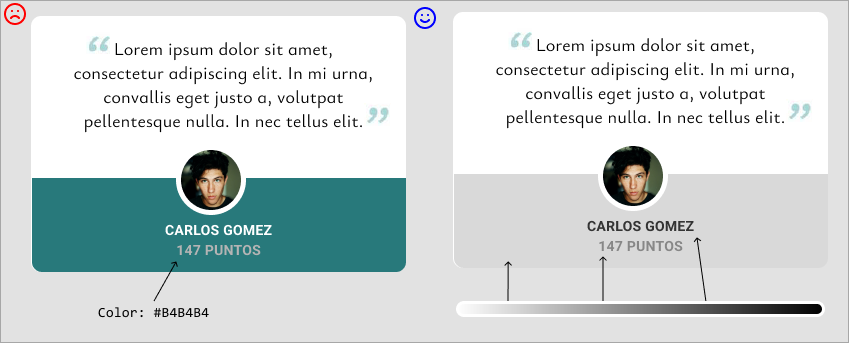 “Lorem ipsum dolor sit amet,
consectetur adipiscing elit. In mi urna,
convallis eget justo a, volutpat
pellentesque nulla. In nec tellus elit.”
CARLOS GOMEZ
147 PUNTOS
Color: #B4B4B4
“Lorem ipsum dolor sit amet,
consectetur adipiscing elit. In mi urna,
convallis eget justo a, volutpat
pellentesque nulla. In nec tellus elit.”
CARLOS GOMEZ
147 PUNTOS